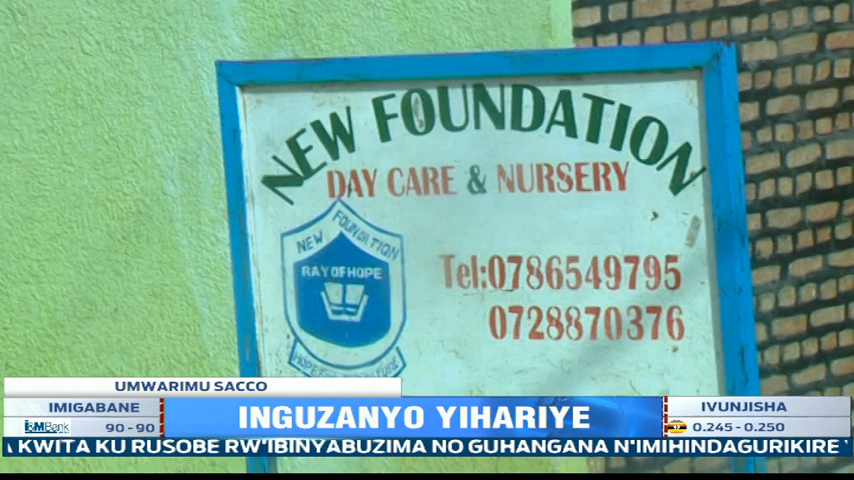 NEW FOUNDATION
DAY CARE & NURSERY
NEW FOUNDATION
RAY OF HOPE
Tel:0786549795
0728870376
UMWARIMU SACCO
IMIGABANE
I&M Bank
90 - 90
INGUZANYO YIHARIYE
IVUNJISHA
0.245 - 0.250
KWITA KU RUSOBE RW'IBINYABUZIMA NO GUHANGANA N'IMIHINDAGURIKIRE